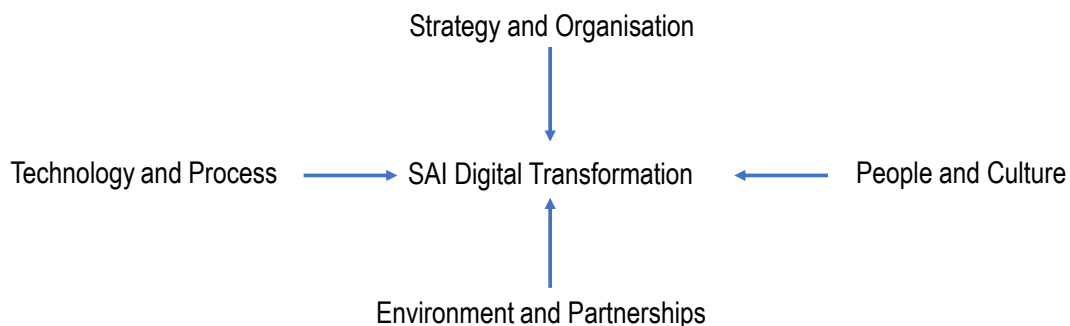 Strategy and Organisation
Technology and Process
SAI Digital Transformation
People and Culture
Environment and Partnerships